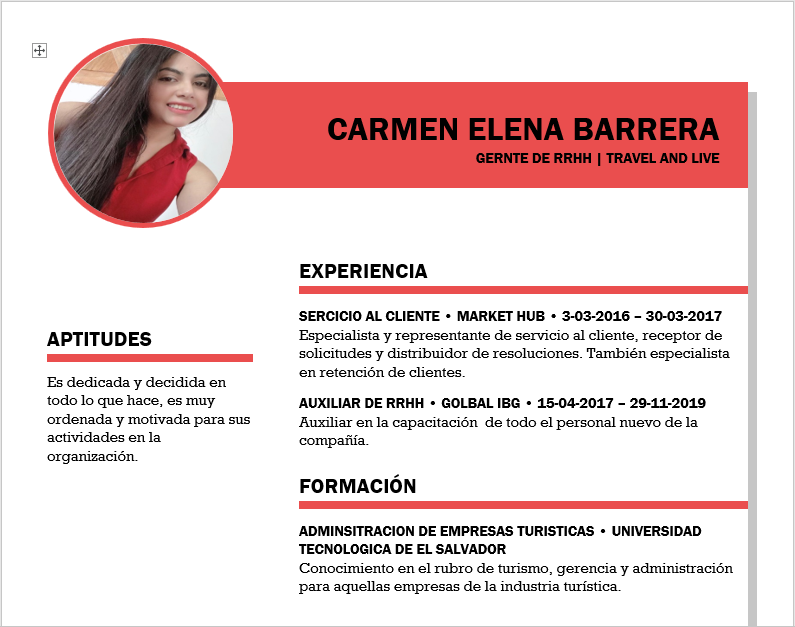 CARMEN ELENA BARRERA
GERNTE DE RRHH | TRAVEL AND LIVE
APTITUDES
Es dedicada y decidida en
todo lo que hace, es muy
ordenada y motivada para sus
actividades en la
organización.
EXPERIENCIA
SERCICIO AL CLIENTE • MARKET HUB • 3-03-2016 – 30-03-2017
Especialista y representante de servicio al cliente, receptor de
solicitudes y distribuidor de resoluciones. También especialista
en retención de clientes.
AUXILIAR DE RRHH • GOLBAL IBG • 15-04-2017 – 29-11-2019
Auxiliar en la capacitación  de todo el personal nuevo de la
compañía.
FORMACIÓN
ADMINSITRACION DE EMPRESAS TURISTICAS • UNIVERSIDAD
TECNOLOGICA DE EL SALVADOR
Conocimiento en el rubro de turismo, gerencia y administración
para aquellas empresas de la industria turística.